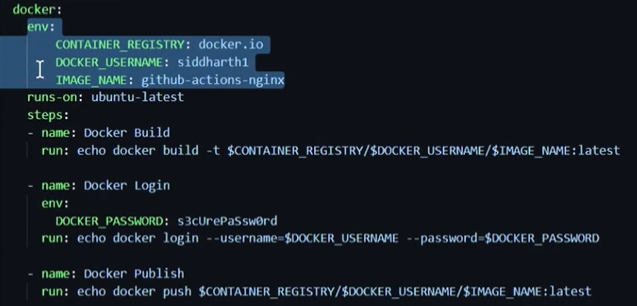 docker:
env:
CONTAINER_REGISTRY: docker.io
DOCKER_USERNAME: siddharth1
IMAGE_NAME: github-actions-nginx
runs-on: ubuntu-latest
steps:
- name: Docker Build
run: echo docker build -t $CONTAINER_REGISTRY/$DOCKER_USERNAME/$IMAGE_NAME:latest
- name: Docker Login
env:
DOCKER_PASSWORD: s3cUrePaSsw0rd
run: echo docker login --username=$DOCKER_USERNAME --password=$DOCKER_PASSWORD
- name: Docker Publish
run: echo docker push $CONTAINER_REGISTRY/$DOCKER_USERNAME/$IMAGE_NAME:latest